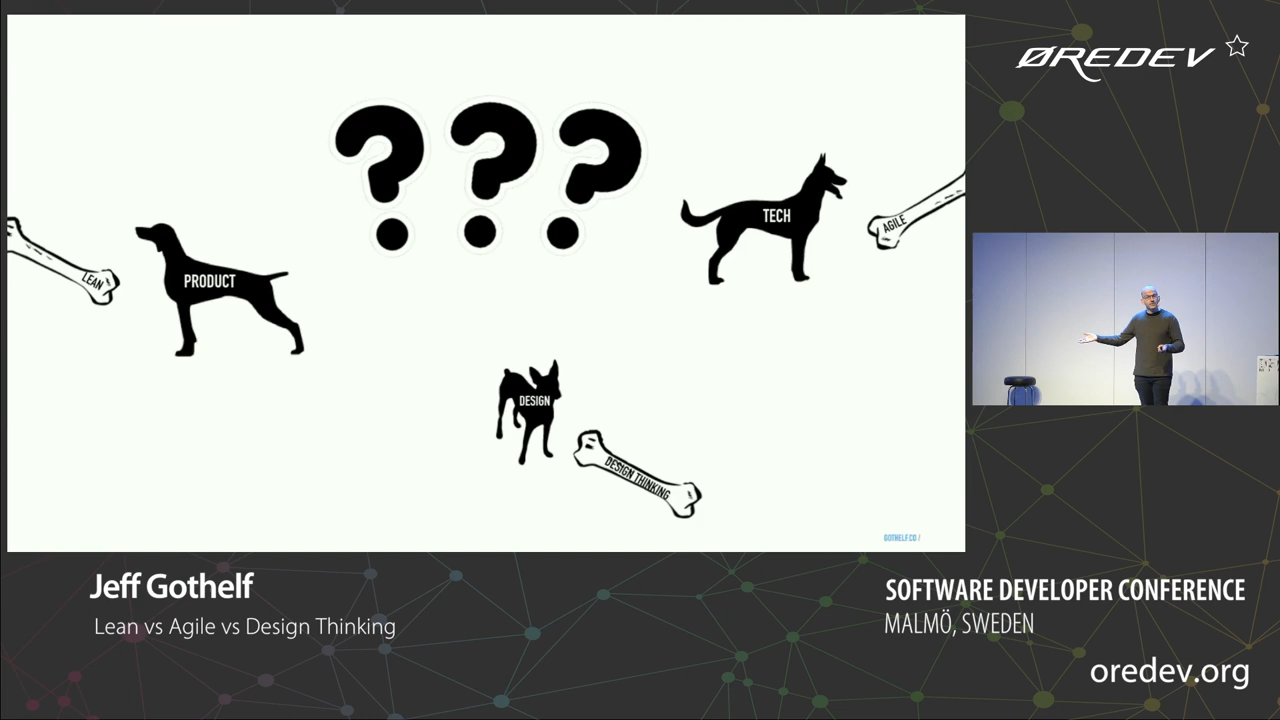 ØREDEV
???
TECH
AGILE
LEAN
PRODUCT
DESIGN
DESIGN THINKING
GOTHELF.CO /
Jeff Gothelf
Lean vs Agile vs Design Thinking
SOFTWARE DEVELOPER CONFERENCE
MALMÖ, SWEDEN
oredev.org